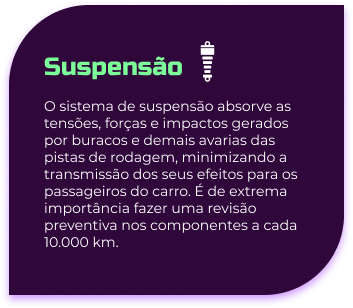 Suspensão
O sistema de suspensão absorve as
tensões, forças e impactos gerados
por buracos e demais avarias das
pistas de rodagem, minimizando a
transmissão dos seus efeitos para os
passageiros do carro. É de extrema
importância fazer uma revisão
preventiva nos componentes a cada
10.000 km.